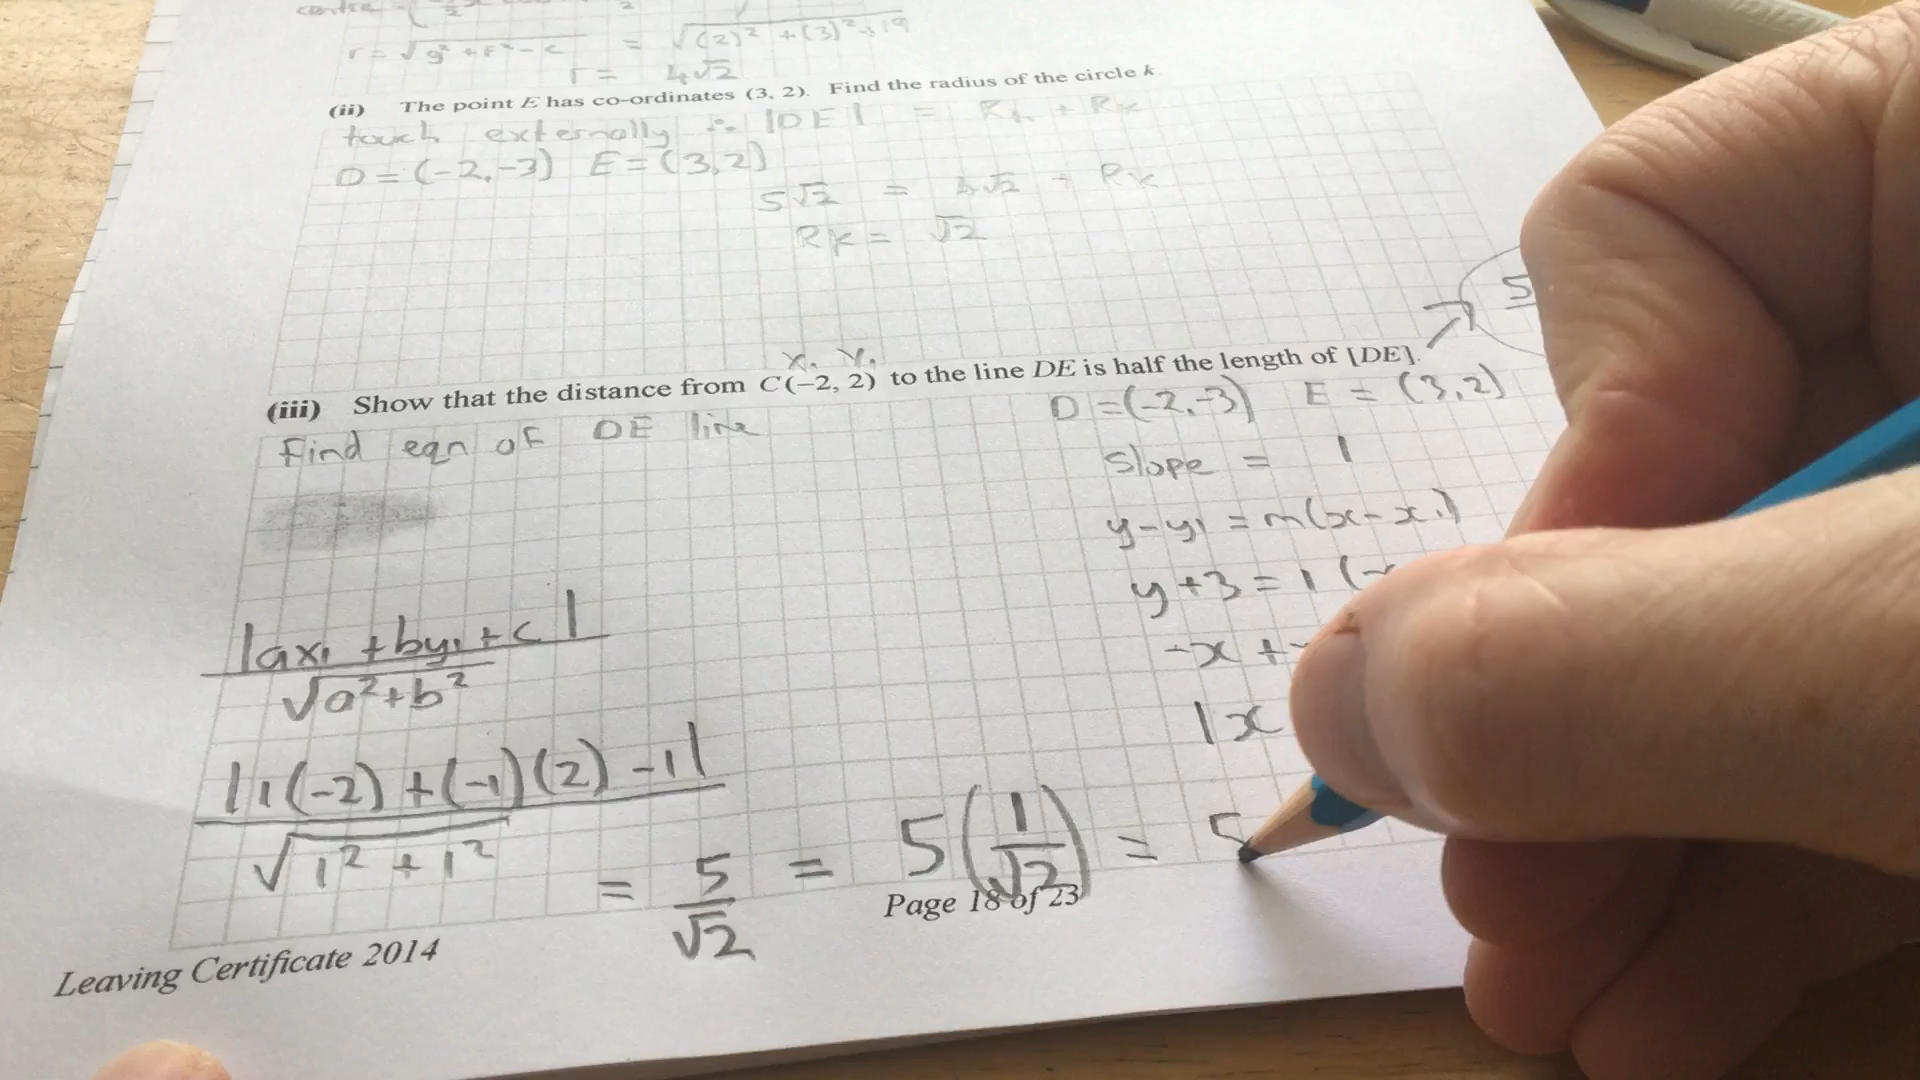 centre
r = √g² + f² - c = √(2)² + (3)² + 19
r = 4√2
(ii) The point E has co-ordinates (3, 2). Find the radius of the circle k.
touch externally ∴ |DE| = Rh + Rk
D = (-2, -3) E = (3, 2)
5√2 = 4√2 + Rk
Rk = √2
5
x₁ y₁
(iii) Show that the distance from C(−2, 2) to the line DE is half the length of [DE].
D = (-2, -3) E = (3, 2)
Find eqn of DE line
Slope = 1
y - y₁ = m(x - x₁)
y + 3 = 1 (
-x +
|ax₁ + by₁ + c|
√a² + b²
1x
|1(-2) + (-1)(2) - 1|
√1² + 1²
= 5/√2 = 5(1/√2) = 5
Page 18 of 23
Leaving Certificate 2014